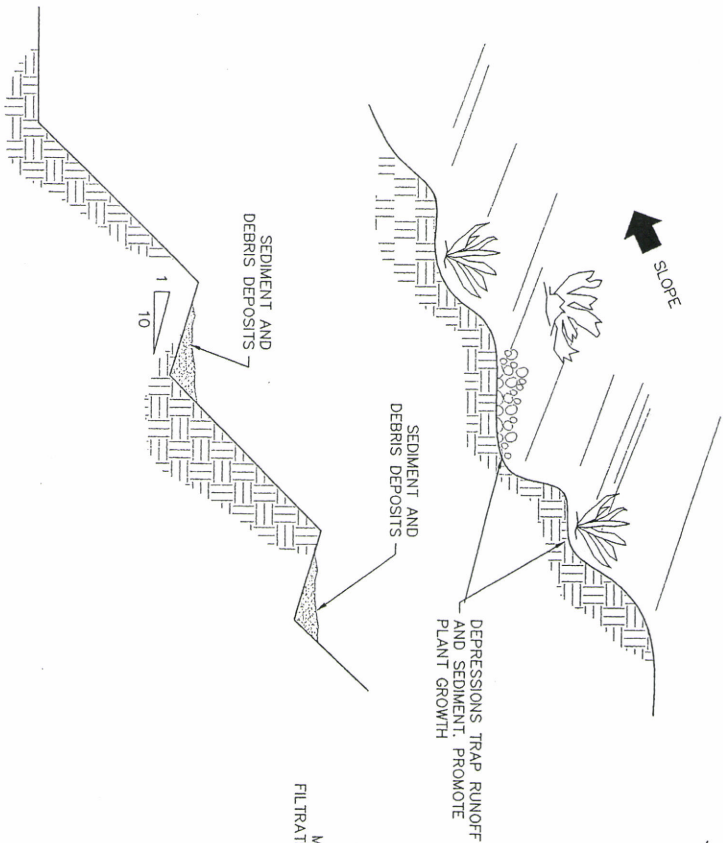 SLOPE
DEPRESSIONS TRAP RUNOFF
AND SEDIMENT. PROMOTE
PLANT GROWTH
SEDIMENT AND
DEBRIS DEPOSITS
SEDIMENT AND
DEBRIS DEPOSITS
1
10
M
FILTRAT